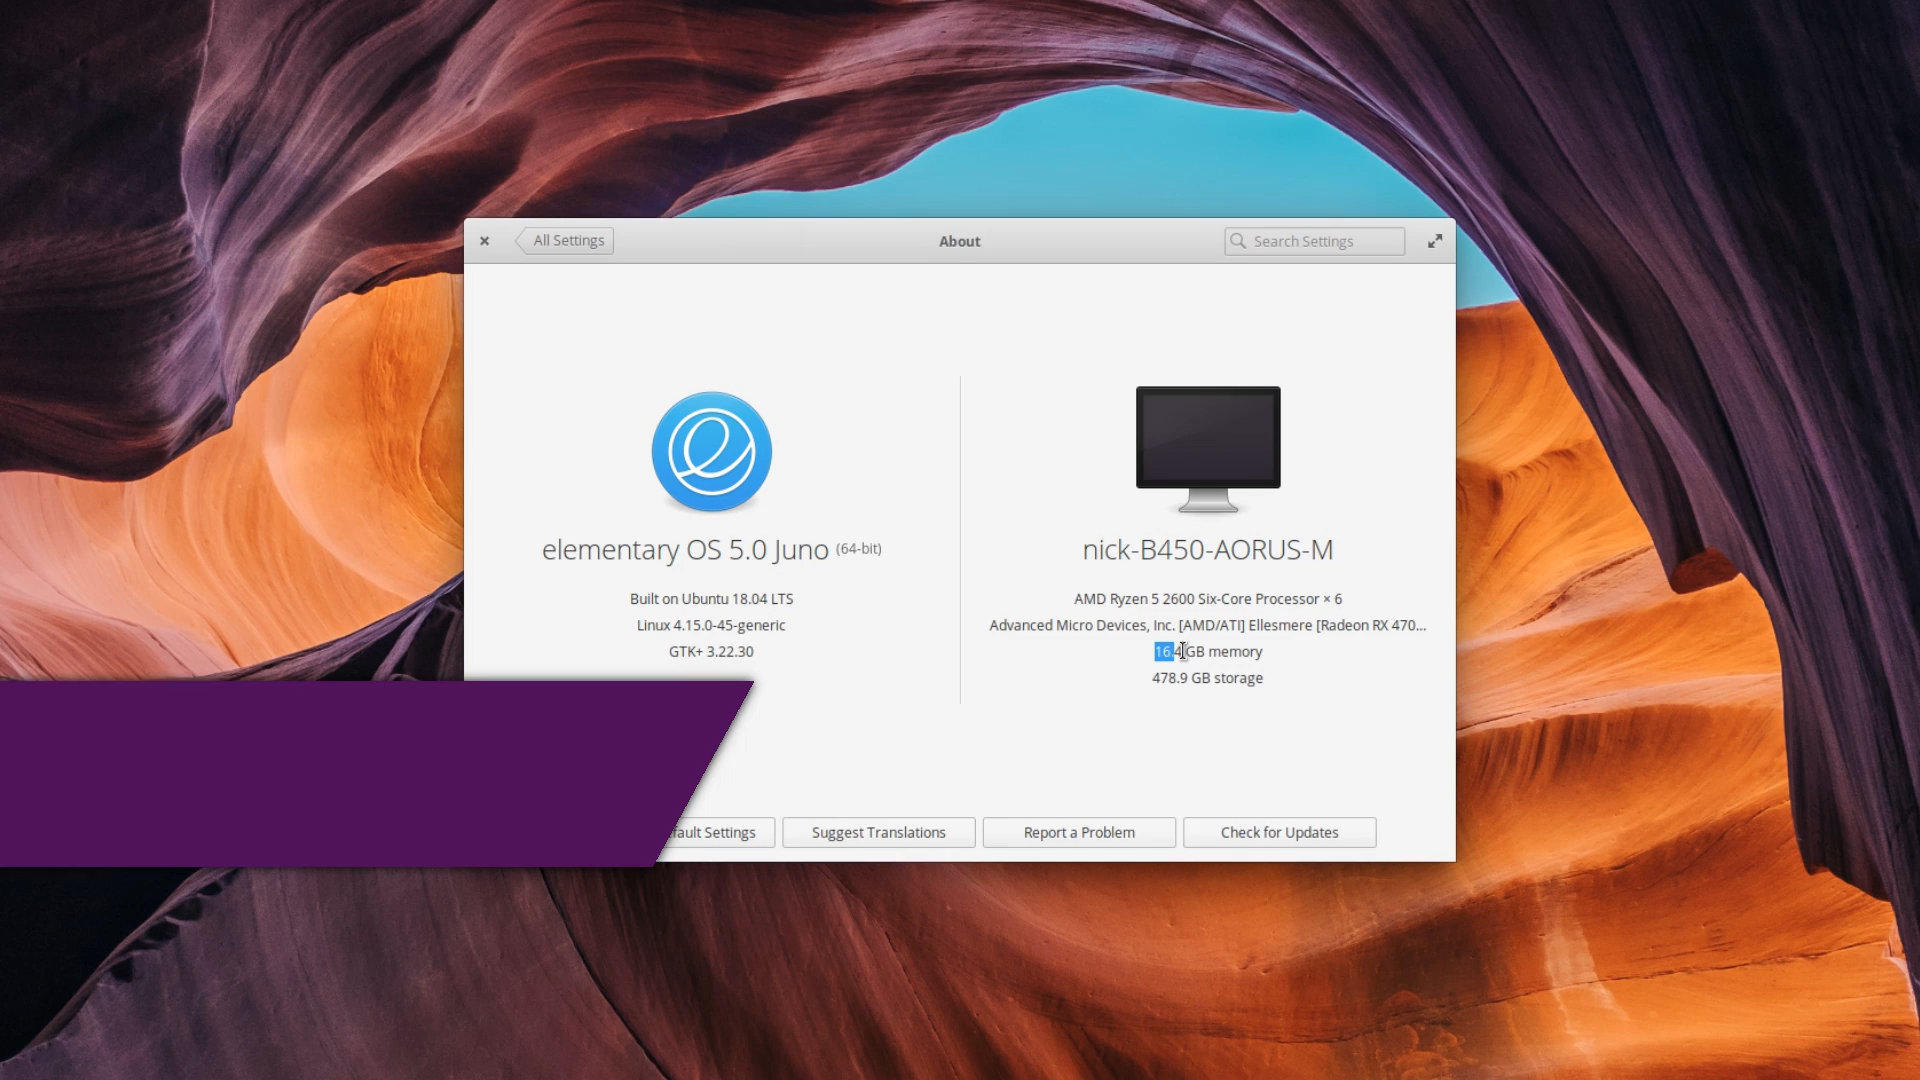 All Settings
About
Search Settings
elementary OS 5.0 Juno (64-bit)
Built on Ubuntu 18.04 LTS
Linux 4.15.0-45-generic
GTK+ 3.22.30
nick-B450-AORUS-M
AMD Ryzen 5 2600 Six-Core Processor × 6
Advanced Micro Devices, Inc. [AMD/ATI] Ellesmere [Radeon RX 470...
16.4 GB memory
478.9 GB storage
Settings
Suggest Translations
Report a Problem
Check for Updates